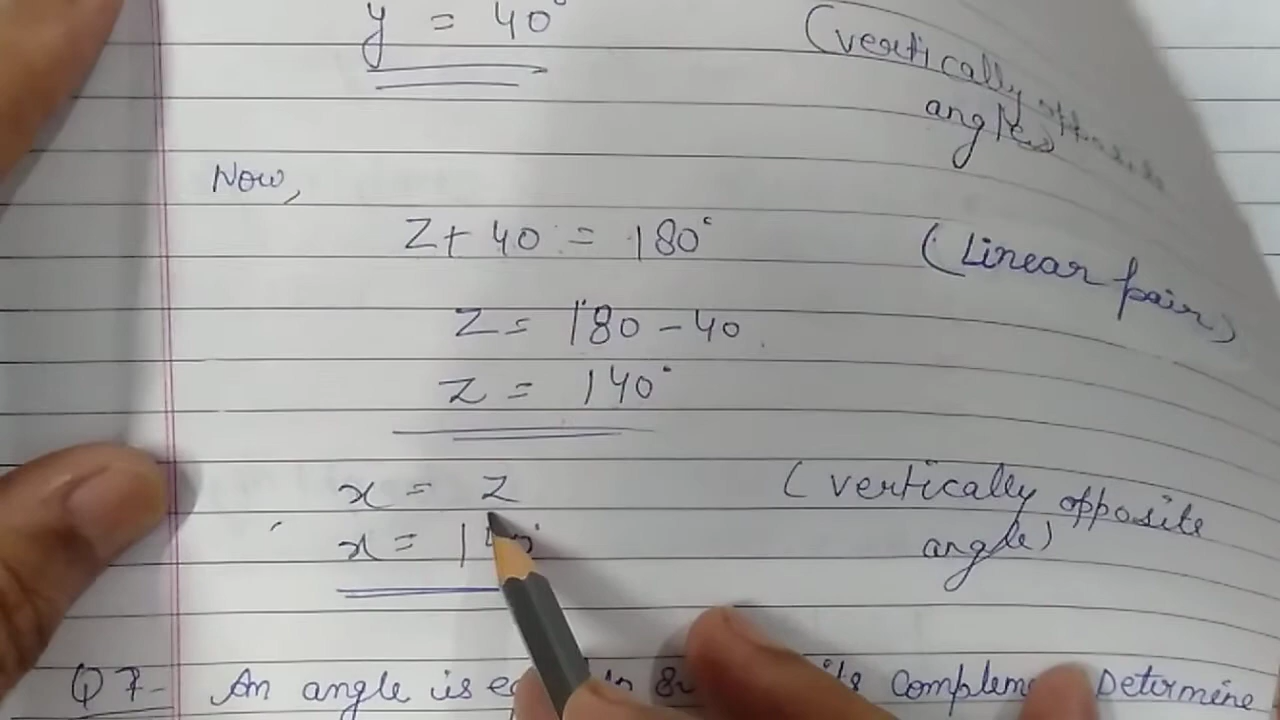 y = 40°
(vertically
angles
Now,
z + 40 = 180°
(Linear pair)
z = 180 - 40
z = 140°
x = z
(vertically opposite
angle)
x =
Q7- An angle is Determine